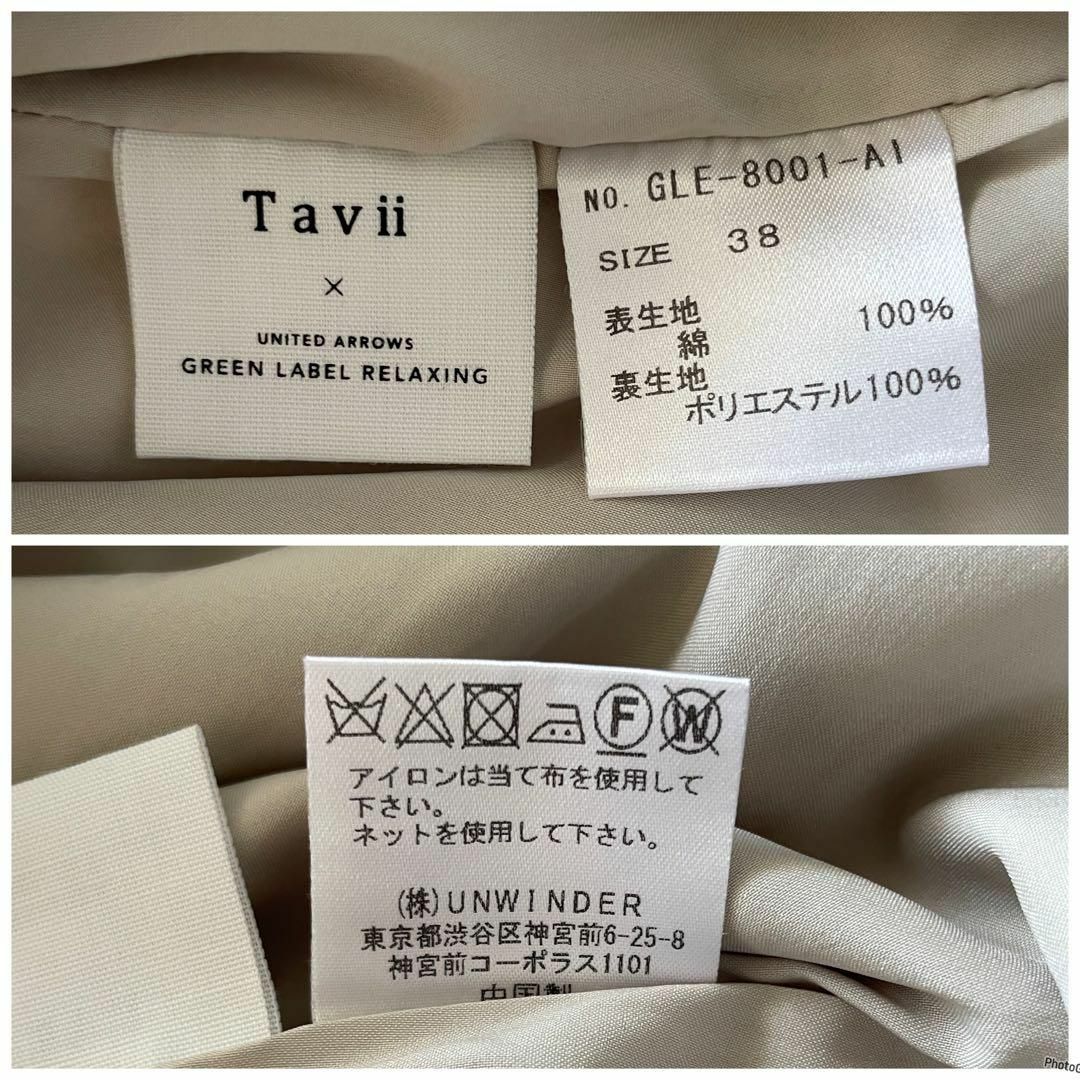 Tavii
×
UNITED ARROWS
GREEN LABEL RELAXING
NO. GLE-8001-AI
SIZE 38
表生地
綿 100%
裏生地
ポリエステル100%
F W
アイロンは当て布を使用して
下さい。
ネットを使用して下さい。
(株)UNWINDER
東京都渋谷区神宮前6-25-8
神宮前コーポラス1101
中国製